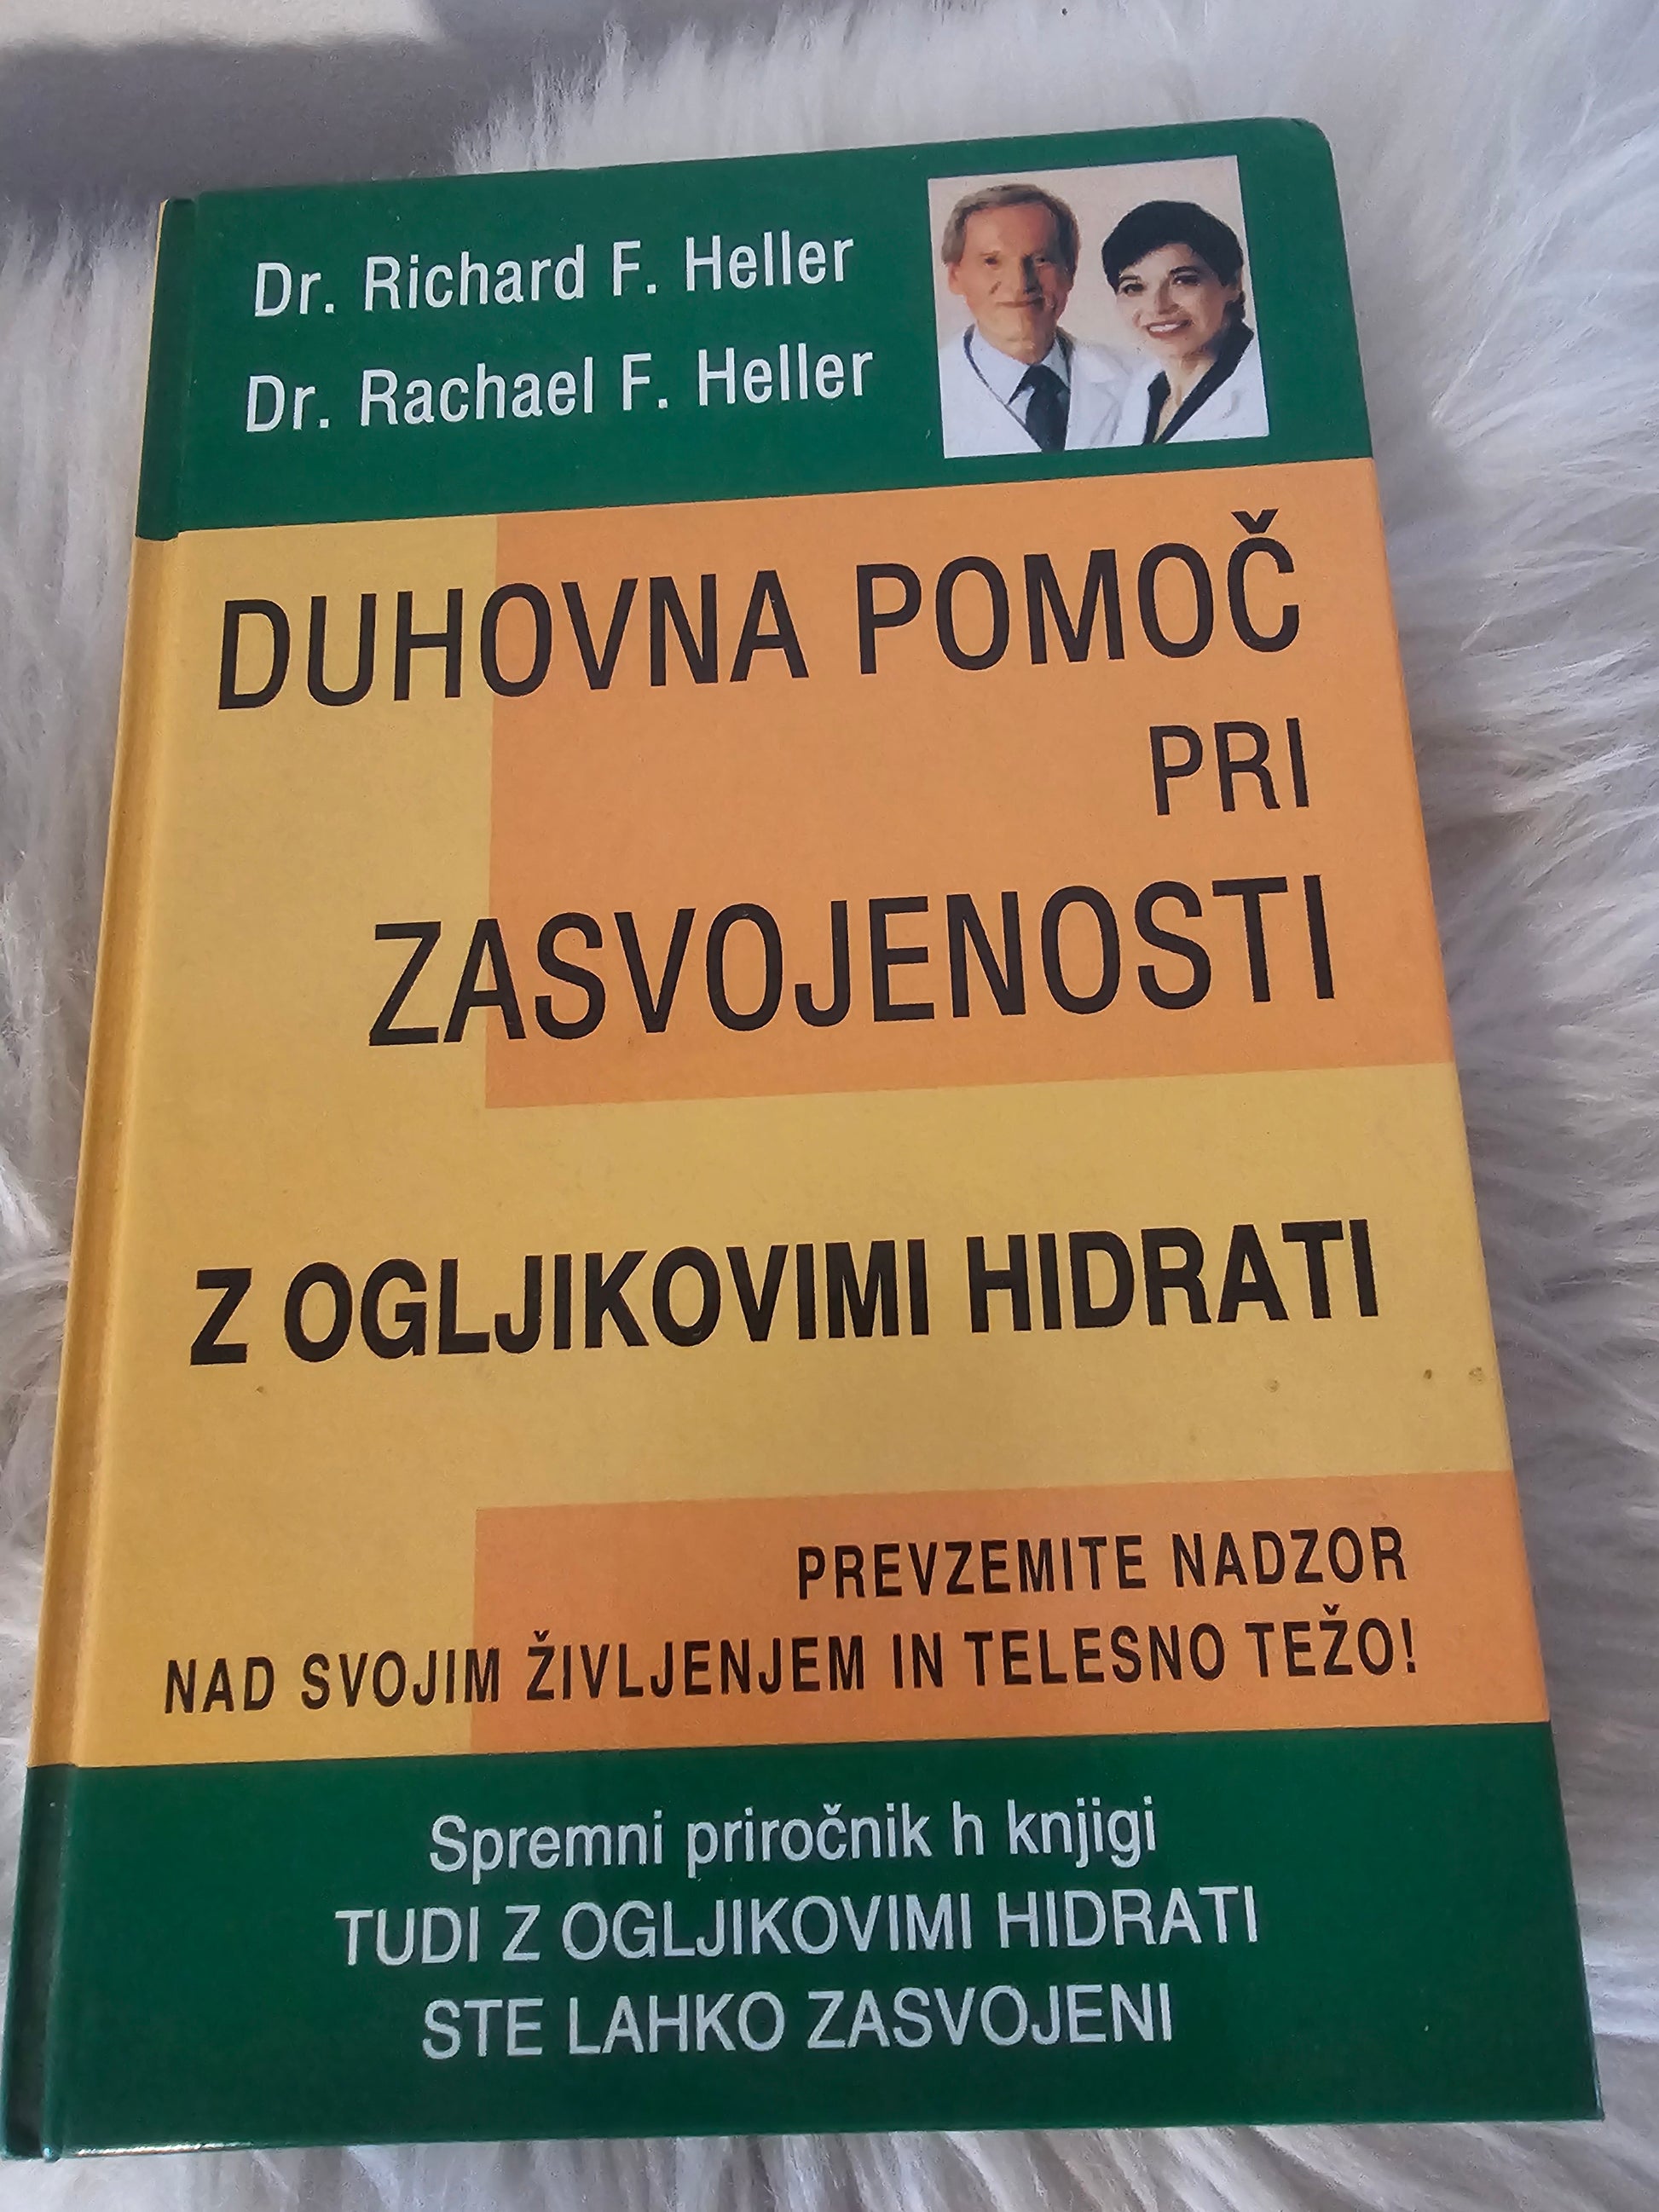 Dr. Richard F. Heller
Dr. Rachael F. Heller
DUHOVNA POMOČ
PRI
ZASVOJENOSTI
Z OGLJIKOVIMI HIDRATI
PREVZEMITE NADZOR
NAD SVOJIM ŽIVLJENJEM IN TELESNO TEŽO!
Spremni priročnik h knjigi
TUDI Z OGLJIKOVIMI HIDRATI
STE LAHKO ZASVOJENI